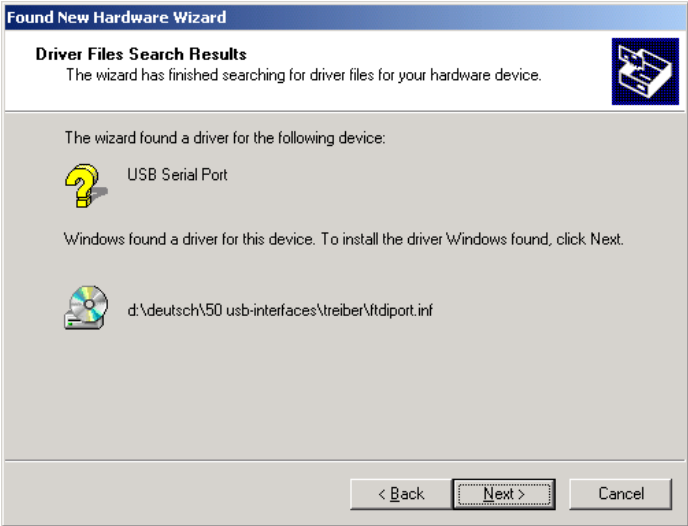 Found New Hardware Wizard
Driver Files Search Results
The wizard has finished searching for driver files for your hardware device.
The wizard found a driver for the following device:
USB Serial Port
Windows found a driver for this device. To install the driver Windows found, click Next.
d:\deutsch\50 usb-interfaces\treiber\ftdiport.inf
< Back
Next >
Cancel